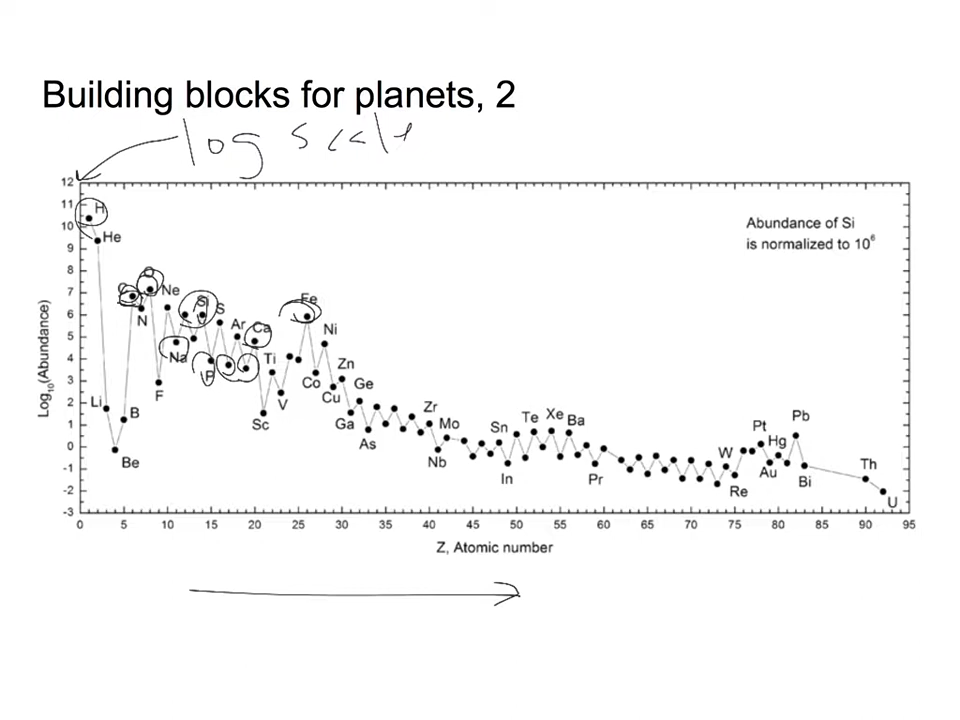 Building blocks for planets, 2
log scale
12
11
10
9
8
7
6
5
4
3
2
1
0
-1
-2
-3
Log10(Abundance)
Abundance of Si
is normalized to 10^6
H
He
Li
Be
B
C
N
O
F
Ne
Na
Si
P
S
Ar
Ca
Sc
Ti
V
Fe
Co
Ni
Cu
Zn
Ga
Ge
As
Zr
Nb
Mo
Sn
In
Te
Xe
Ba
Pr
W
Re
Pt
Au
Hg
Pb
Bi
Th
U
0 5 10 15 20 25 30 35 40 45 50 55 60 65 70 75 80 85 90 95
Z, Atomic number